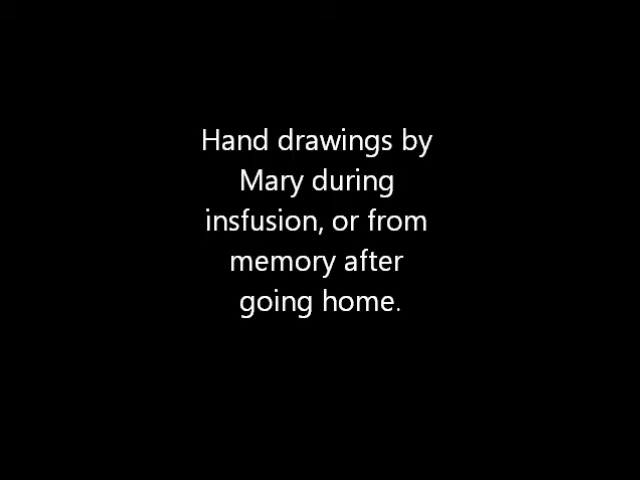 Hand drawings by
Mary during
insfusion, or from
memory after
going home.